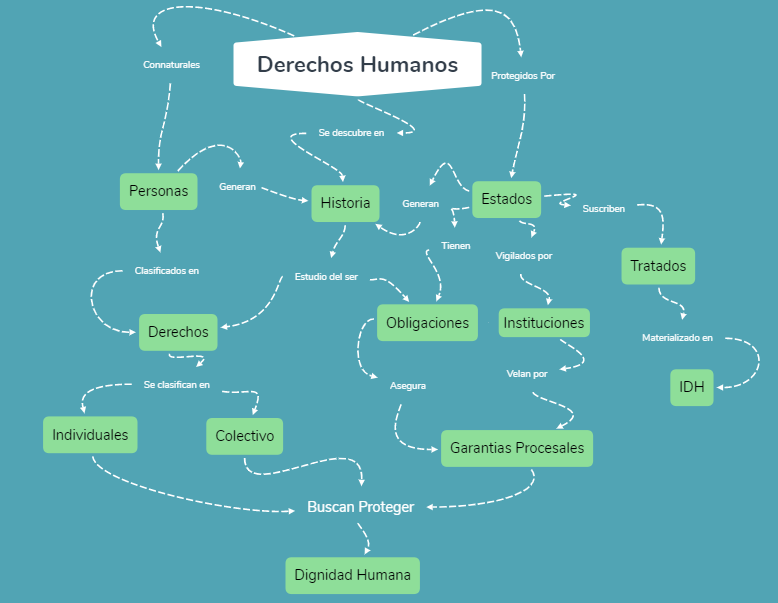 Derechos Humanos
Connaturales
Protegidos Por
Se descubre en
Personas
Generan
Historia
Generan
Estados
Suscriben
Tienen
Vigilados por
Tratados
Clasificados en
Estudio del ser
Derechos
Obligaciones
Instituciones
Materializado en
Se clasifican en
Asegura
Velan por
IDH
Individuales
Colectivo
Garantias Procesales
Buscan Proteger
Dignidad Humana